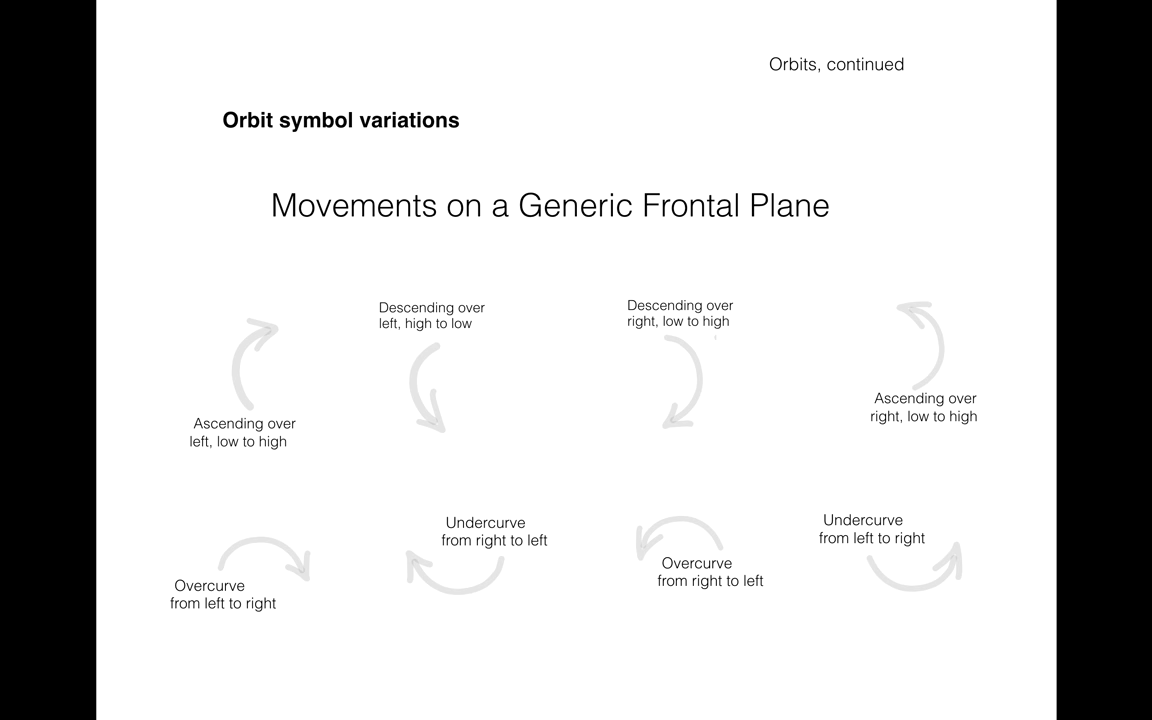 Orbits, continued
Orbit symbol variations
Movements on a Generic Frontal Plane
Descending over
left, high to low
Descending over
right, low to high
Ascending over
left, low to high
Ascending over
right, low to high
Overcurve
from left to right
Undercurve
from right to left
Overcurve
from right to left
Undercurve
from left to right